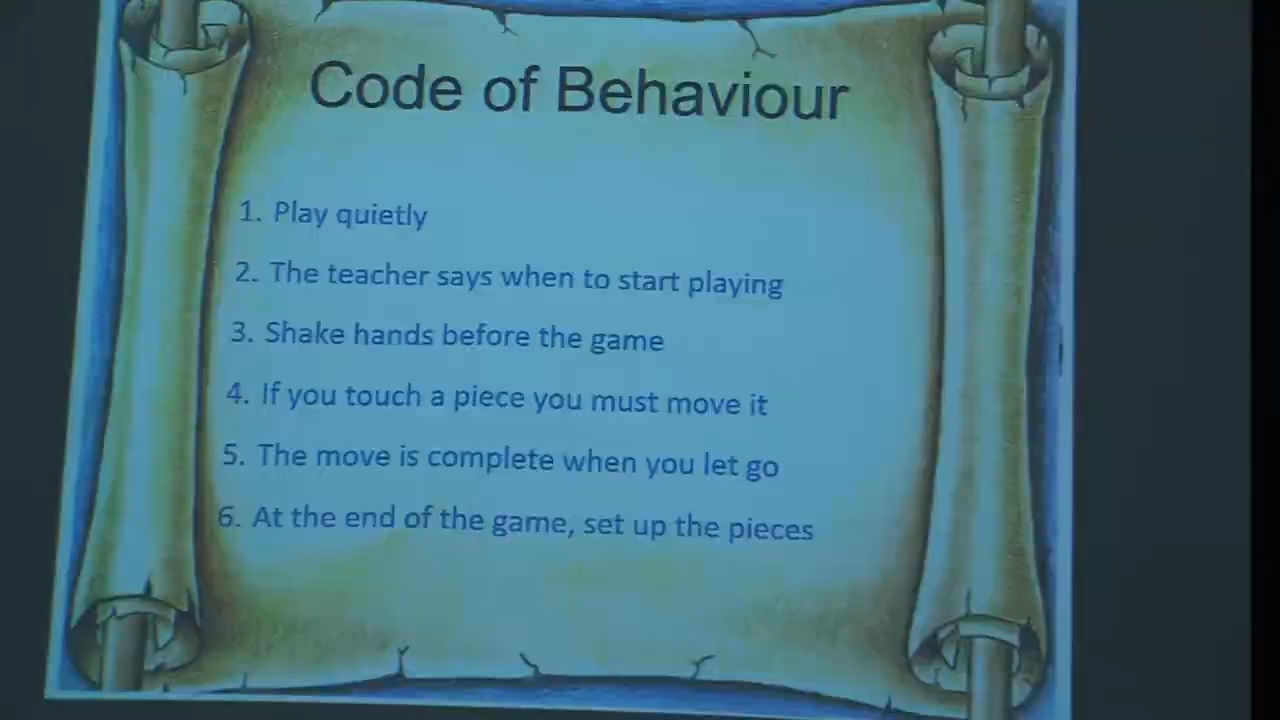 Code of Behaviour
1. Play quietly
2. The teacher says when to start playing
3. Shake hands before the game
4. If you touch a piece you must move it
5. The move is complete when you let go
6. At the end of the game, set up the pieces